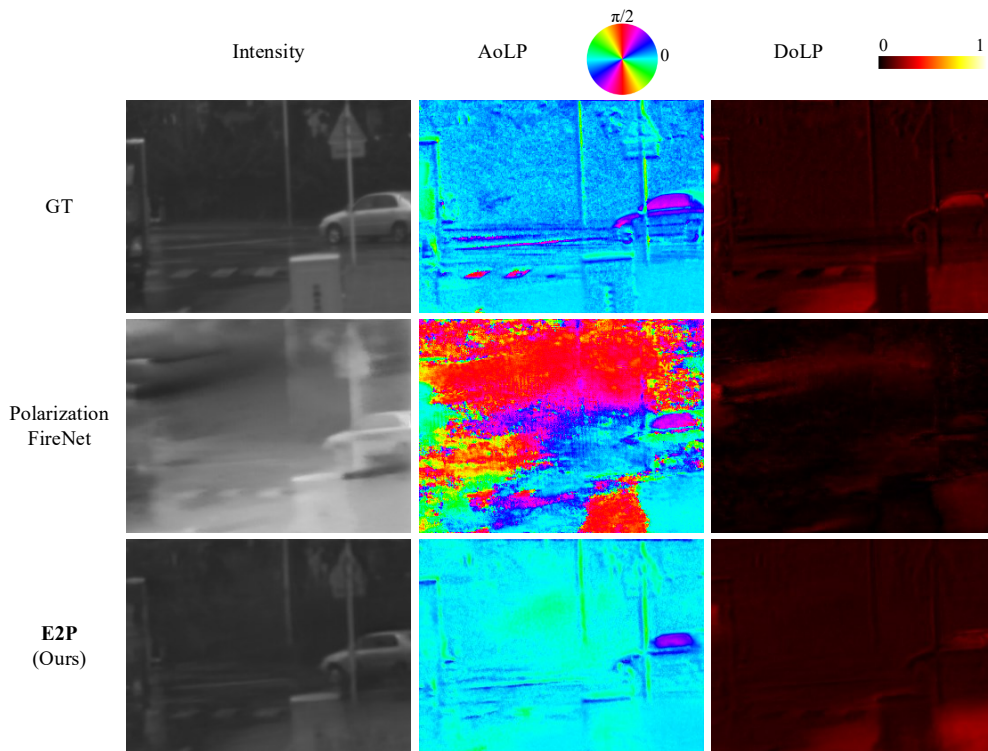 π/2
Intensity
AoLP
0
DoLP
0
1
GT
Polarization
FireNet
E2P
(Ours)